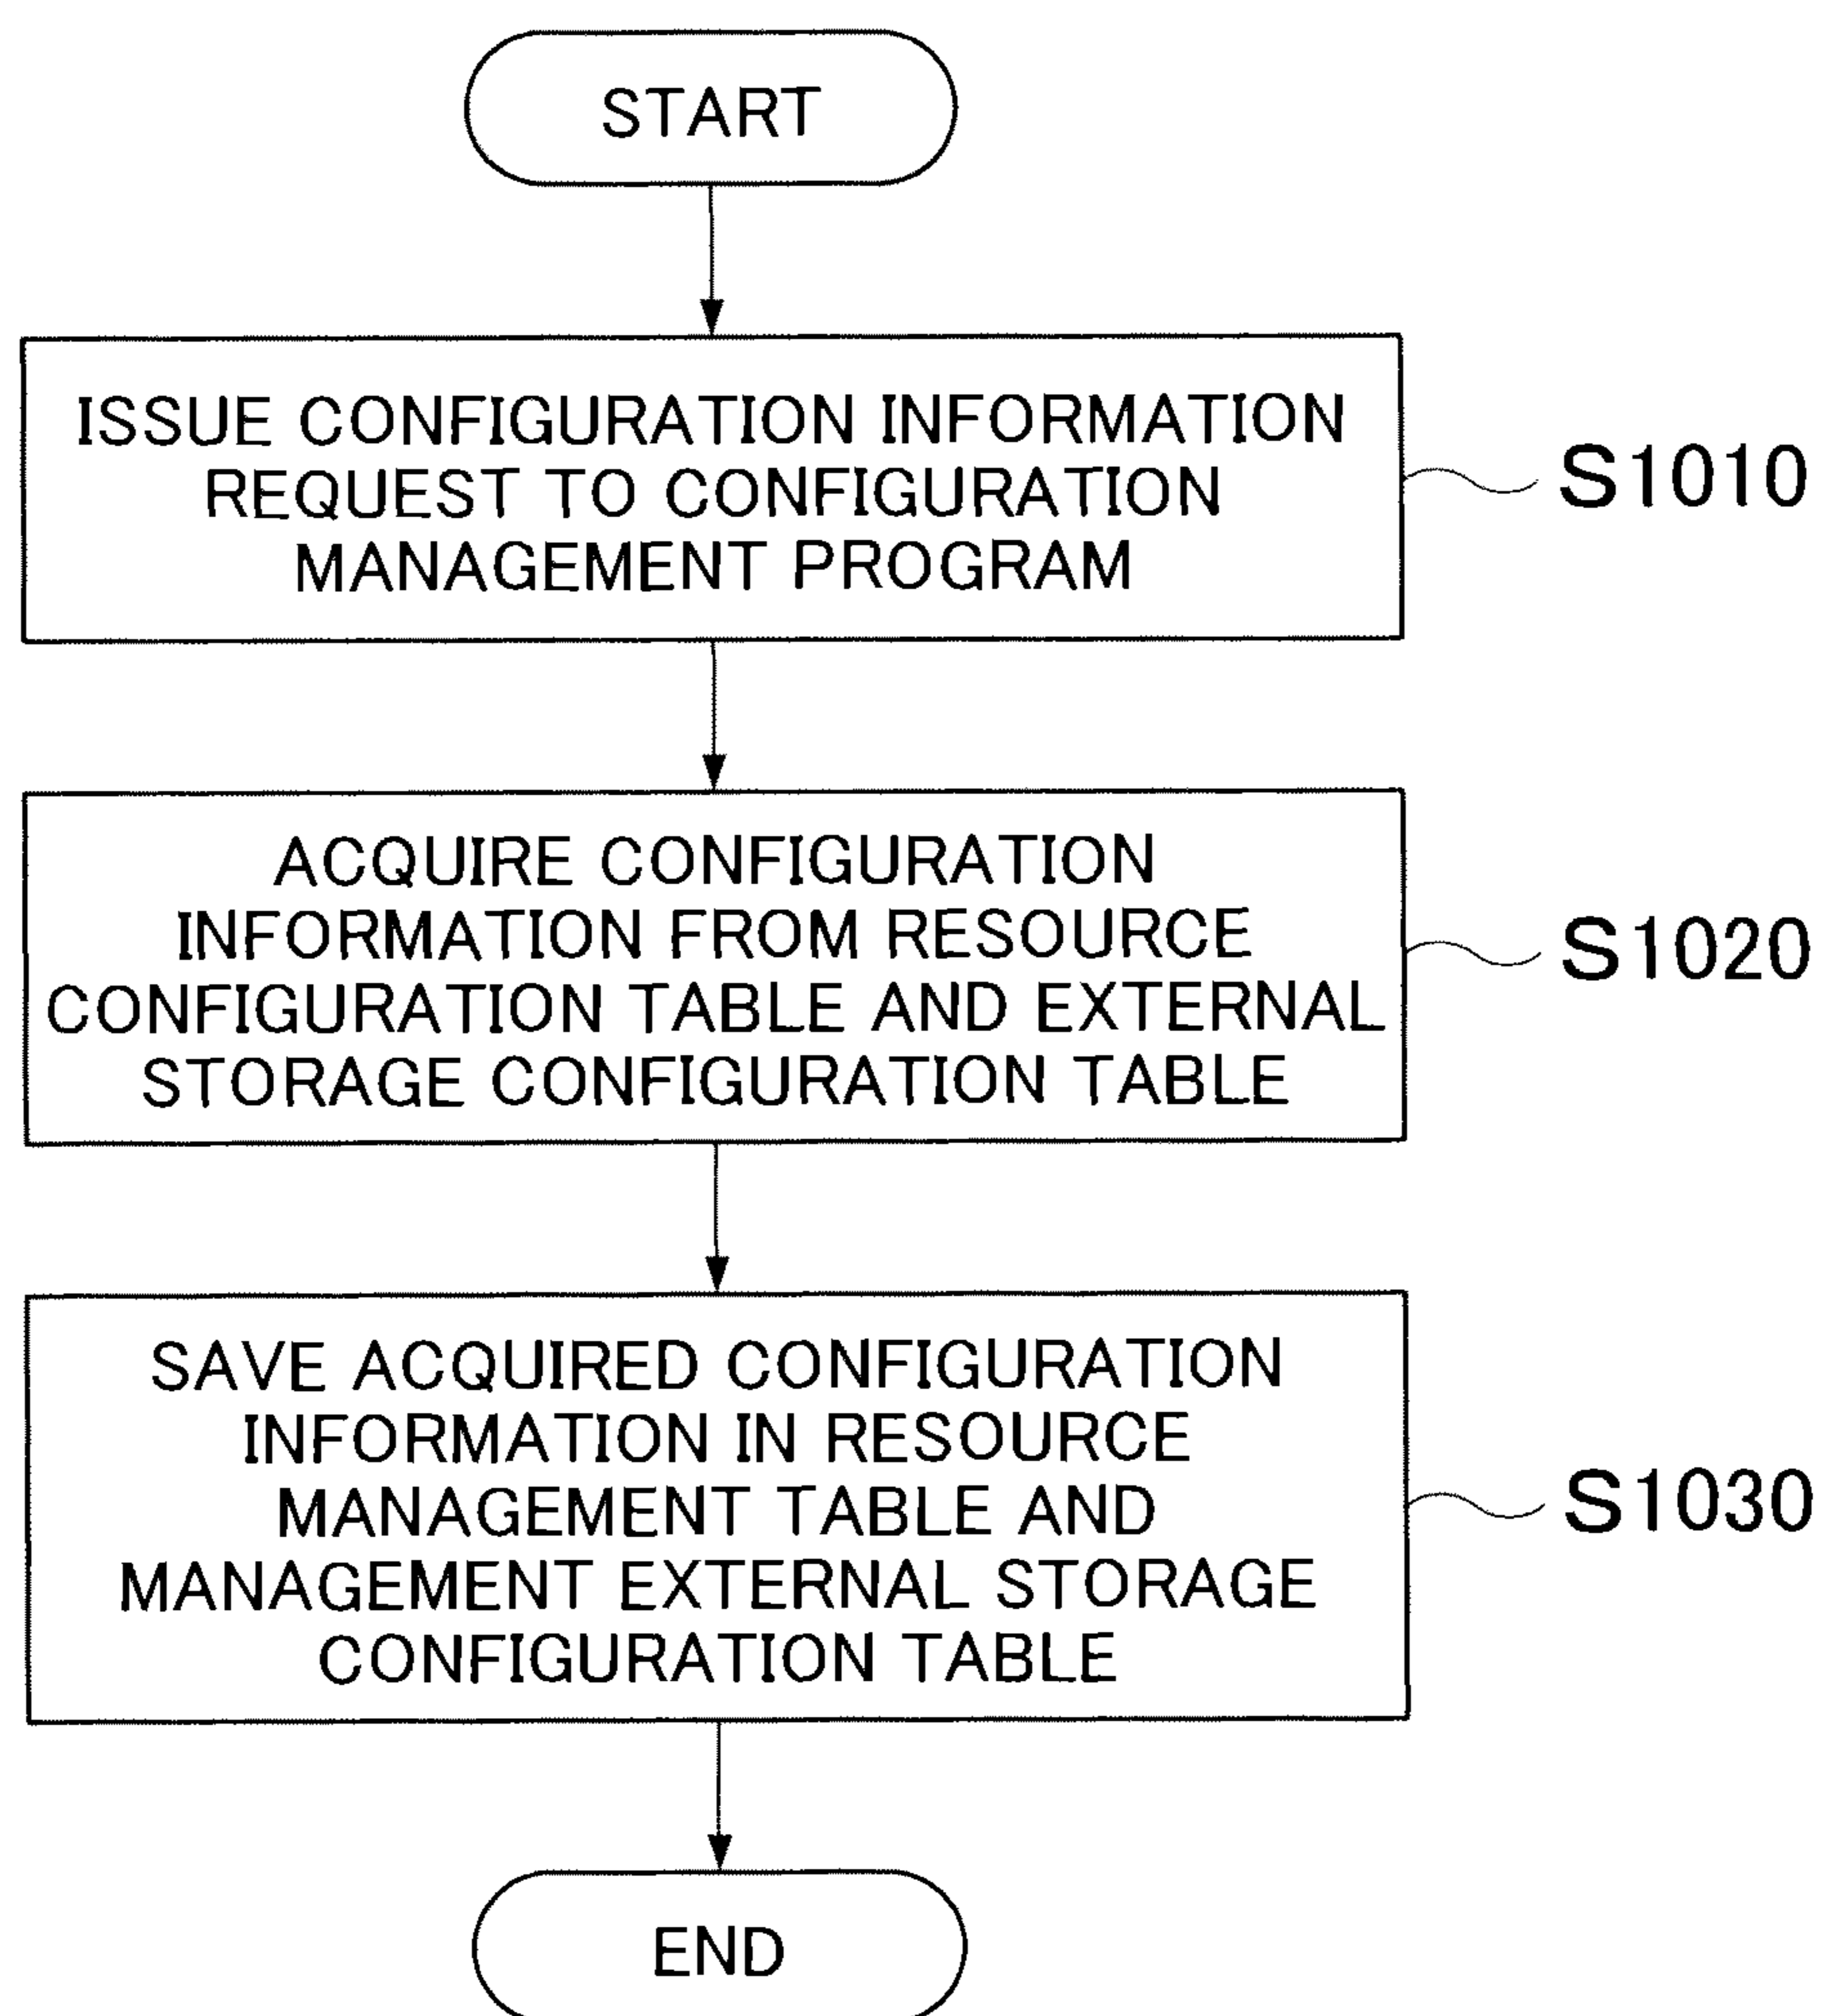 START
ISSUE CONFIGURATION INFORMATION
REQUEST TO CONFIGURATION
MANAGEMENT PROGRAM
S1010
ACQUIRE CONFIGURATION
INFORMATION FROM RESOURCE
CONFIGURATION TABLE AND EXTERNAL
STORAGE CONFIGURATION TABLE
S1020
SAVE ACQUIRED CONFIGURATION
INFORMATION IN RESOURCE
MANAGEMENT TABLE AND
MANAGEMENT EXTERNAL STORAGE
CONFIGURATION TABLE
S1030
END